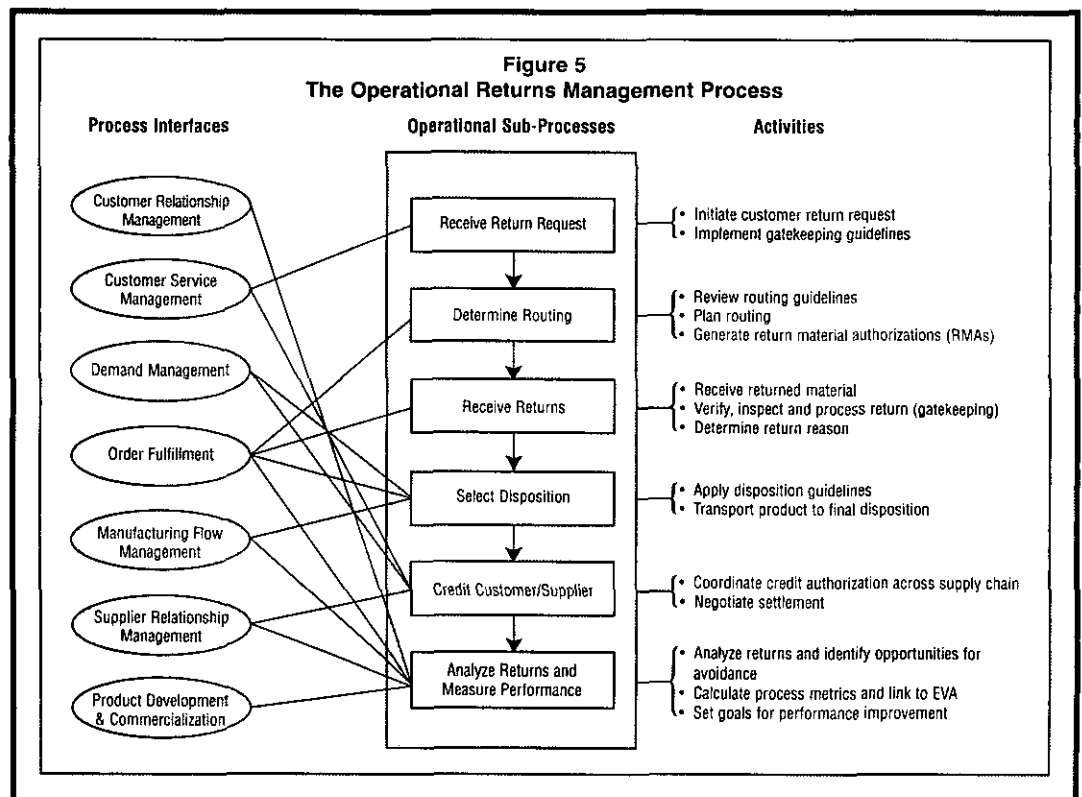 Figure 5
The Operational Returns Management Process
Process Interfaces
Operational Sub-Processes
Activities
Customer Relationship
Management
Customer Service
Management
Demand Management
Order Fulfillment
Manufacturing Flow
Management
Supplier Relationship
Management
Product Development
& Commercialization
Receive Return Request
Determine Routing
Receive Returns
Select Disposition
Credit Customer/Supplier
Analyze Returns and
Measure Performance
• Initiate customer return request
• Implement gatekeeping guidelines
• Review routing guidelines
• Plan routing
• Generate return material authorizations (RMAs)
• Receive returned material
• Verify, inspect and process return (gatekeeping)
• Determine return reason
• Apply disposition guidelines
• Transport product to final disposition
• Coordinate credit authorization across supply chain
• Negotiate settlement
• Analyze returns and identify opportunities for
avoidance
• Calculate process metrics and link to EVA
• Set goals for performance improvement